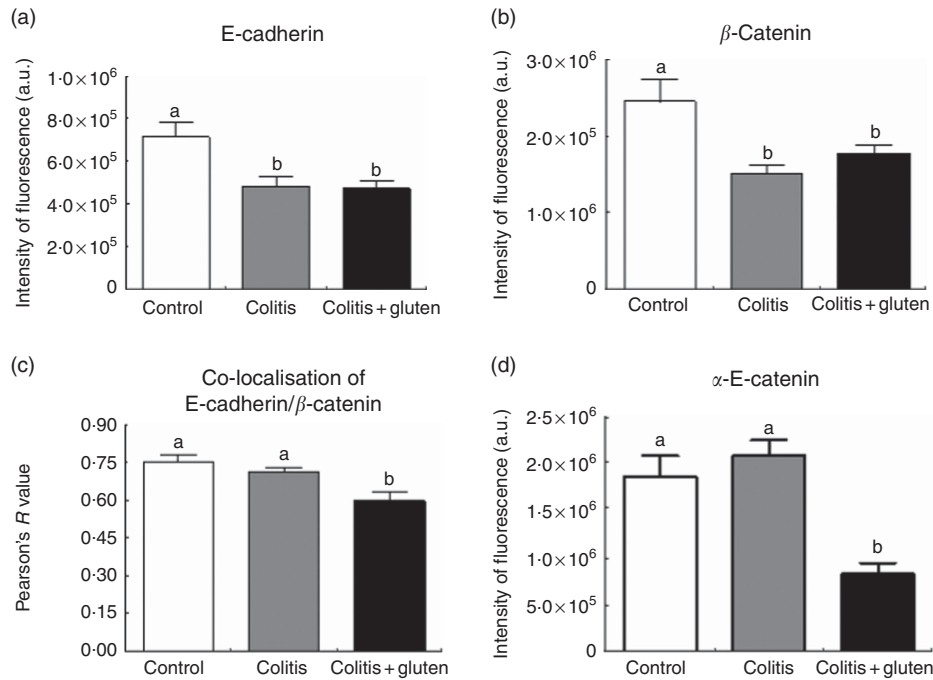 (a)
E-cadherin
Intensity of fluorescence (a.u.)
1·0×10⁶
8·0×10⁵
6·0×10⁵
4·0×10⁵
2·0×10⁵
0
a
b
b
Control
Colitis
Colitis + gluten
(b)
β-Catenin
Intensity of fluorescence (a.u.)
3·0×10⁶
2·0×10⁵
1·0×10⁶
0
a
b
b
Control
Colitis
Colitis + gluten
(c)
Co-localisation of
E-cadherin/β-catenin
Pearson's R value
0·90
0·75
0·60
0·45
0·30
0·15
0·00
a
a
b
Control
Colitis
Colitis + gluten
(d)
α-E-catenin
Intensity of fluorescence (a.u.)
2·5×10⁶
2·0×10⁶
1·5×10⁶
1·0×10⁶
5·0×10⁵
0
a
a
b
Control
Colitis
Colitis + gluten